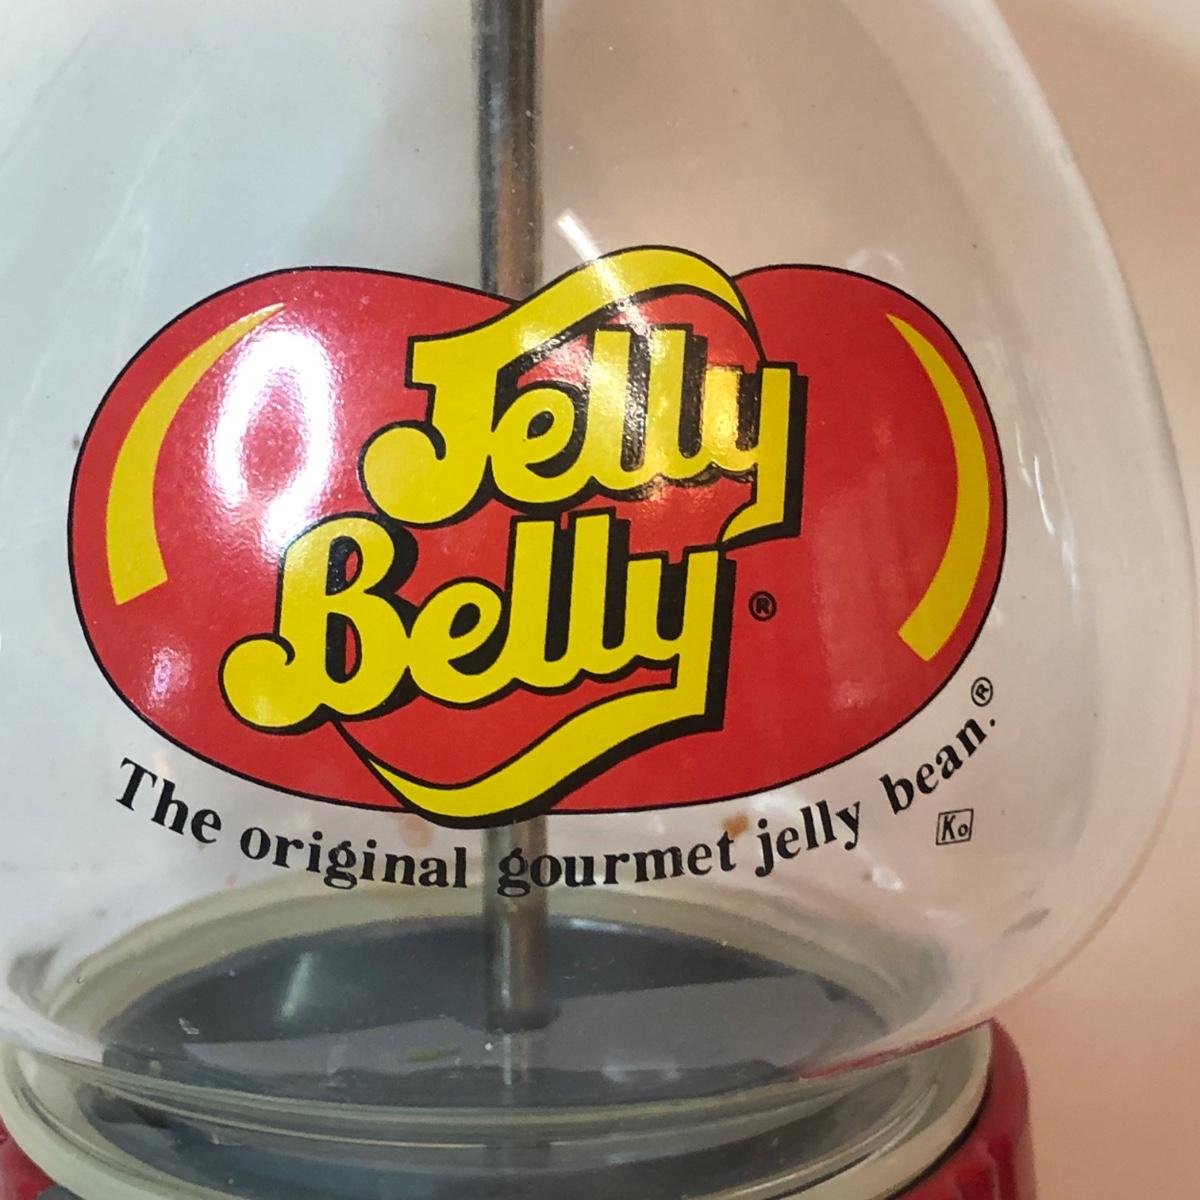 Jelly
Belly®
The original gourmet jelly bean.®
Ko